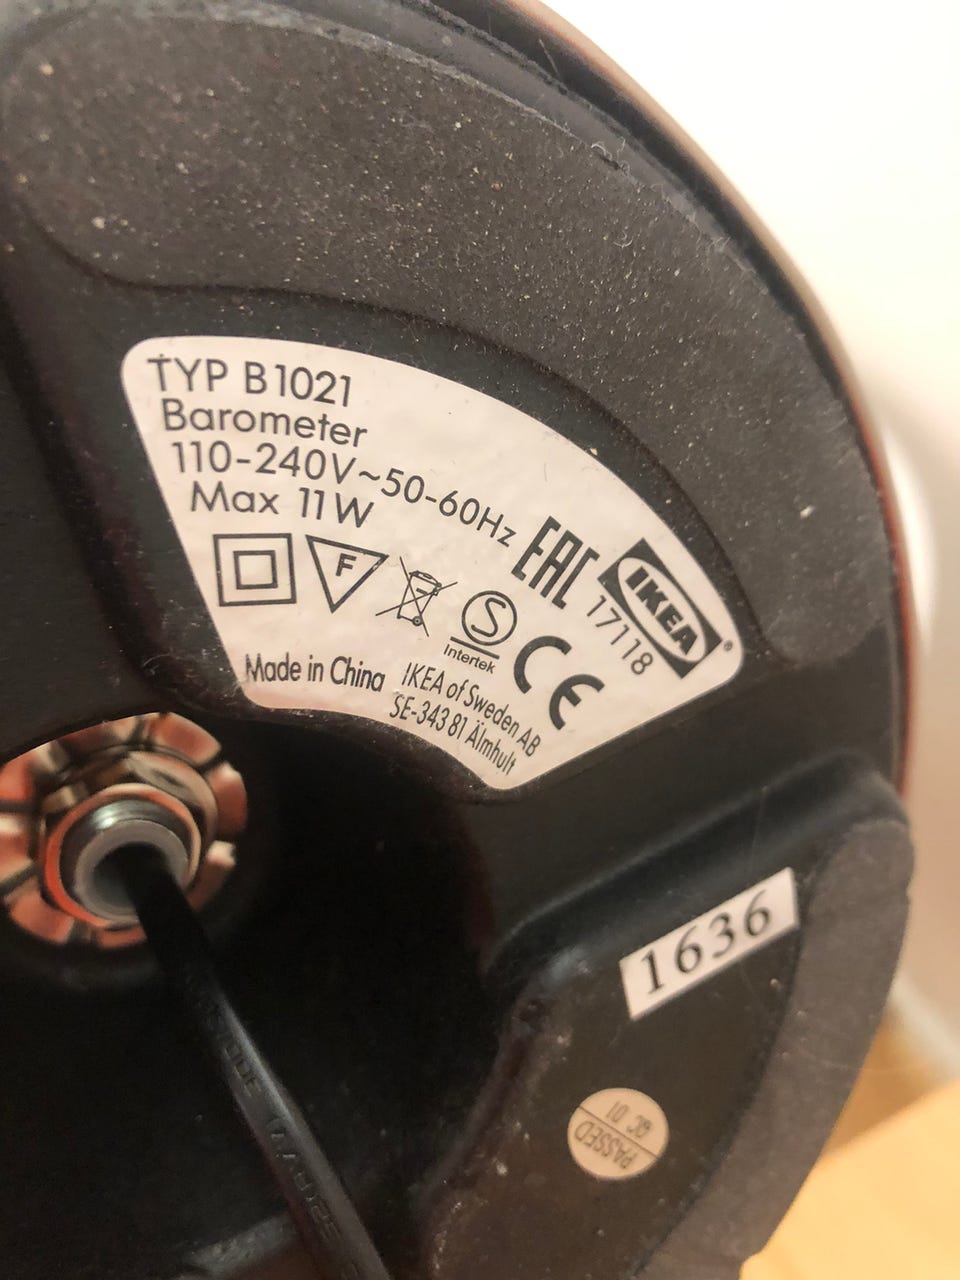 TYP B1021
Barometer
110-240V~50-60Hz
Max 11W
F
S
Intertek
EAC
CE
IKEA®
17118
Made in China
IKEA of Sweden AB
SE-343 81 Älmhult
1636
PASSED
QC 01